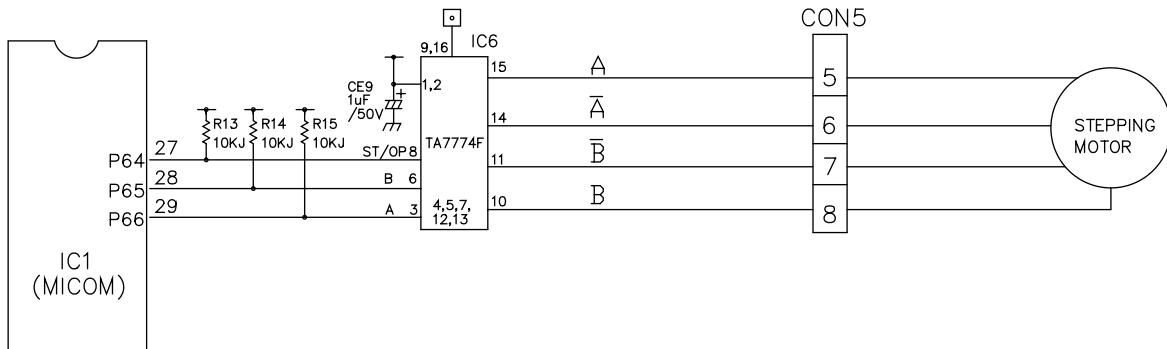 CON5
9,16
IC6
15
A
5
CE9
1uF
/50V
+
1,2
14
A̅
6
R13
10KJ
R14
10KJ
R15
10KJ
TA7774F
STEPPING
MOTOR
P64
27
ST/OP
8
11
B̅
7
P65
28
B
6
P66
29
A
3
4,5,7,
12,13
10
B
8
IC1
(MICOM)